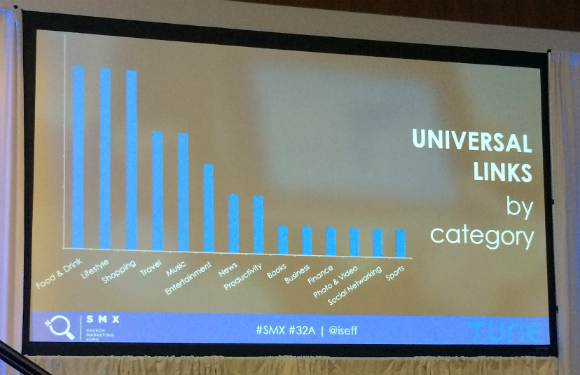 UNIVERSAL
LINKS
by
category
Food & Drink
Lifestyle
Shopping
Travel
Music
Entertainment
News
Productivity
Books
Business
Finance
Photo & Video
Social Networking
Sports
SMX
SEARCH
MARKETING
EXPO
#SMX #32A | @iseff
TUNE